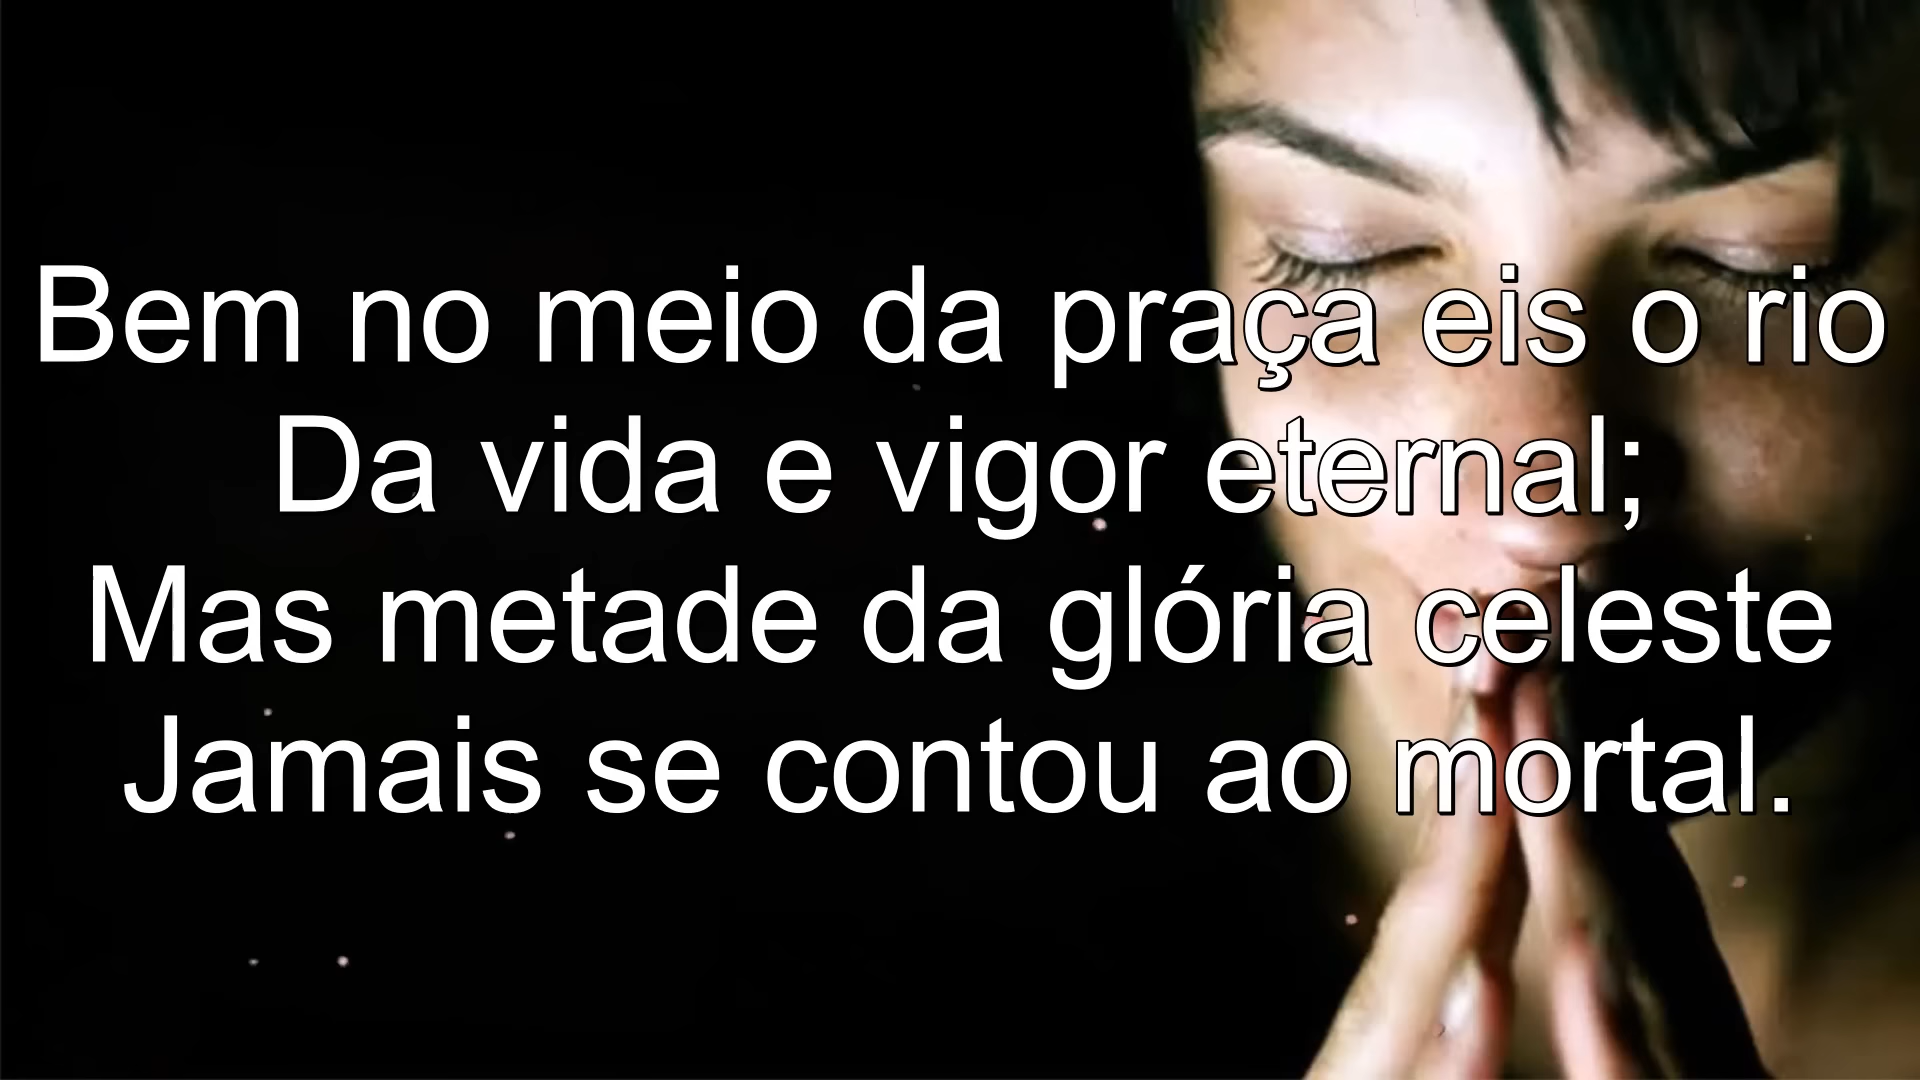 Bem no meio da praça eis o rio
Da vida e vigor eternal;
Mas metade da glória celeste
Jamais se contou ao mortal.